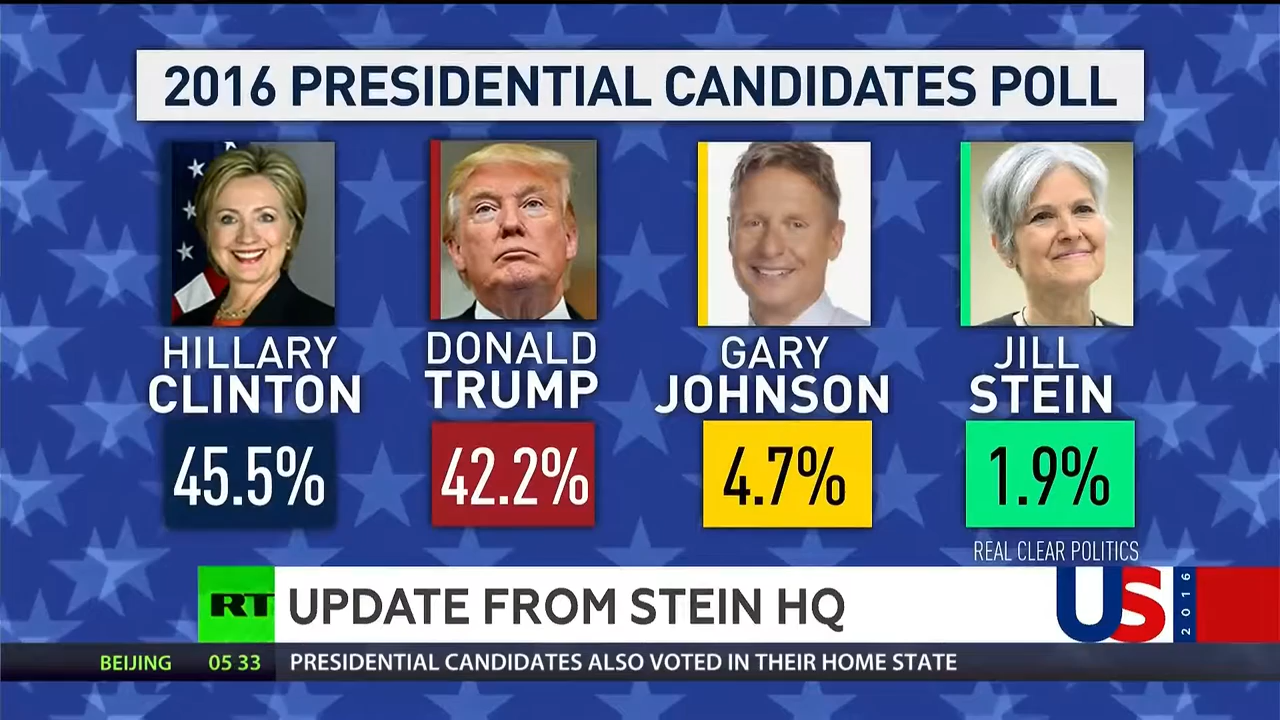 2016 PRESIDENTIAL CANDIDATES POLL
HILLARY
CLINTON
45.5%
DONALD
TRUMP
42.2%
GARY
JOHNSON
4.7%
JILL
STEIN
1.9%
REAL CLEAR POLITICS
RT UPDATE FROM STEIN HQ
US 2016
BEIJING 05 33 PRESIDENTIAL CANDIDATES ALSO VOTED IN THEIR HOME STATE